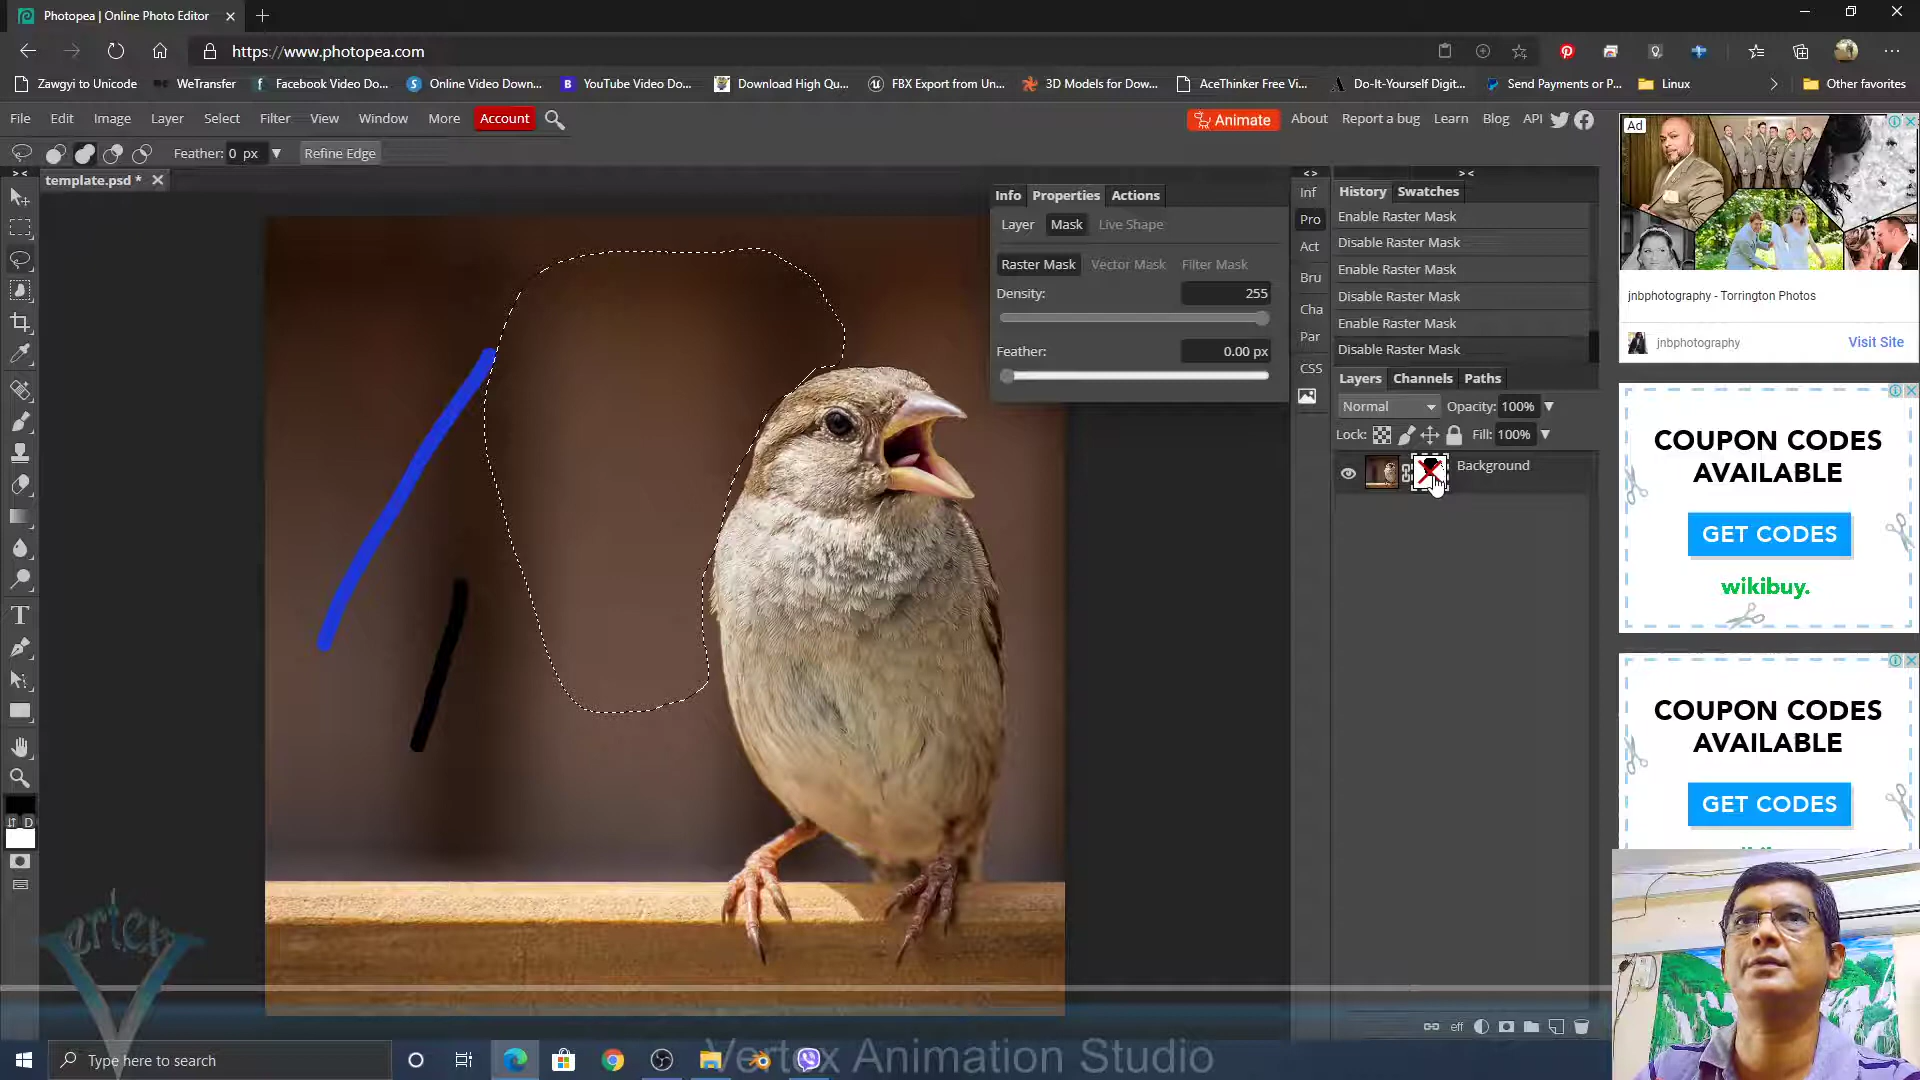 Photopea | Online Photo Editor
https://www.photopea.com
Zawgyi to Unicode
WeTransfer
Facebook Video Do...
Online Video Down...
YouTube Video Do...
Download High Qu...
FBX Export from Un...
3D Models for Dow...
AceThinker Free Vi...
Do-It-Yourself Digit...
Send Payments or P...
Linux
Other favorites
File Edit Image Layer Select Filter View Window More Account
Animate About Report a bug Learn Blog API
Feather: 0 px Refine Edge
template.psd *
Info Properties Actions
Layer Mask Live Shape
Raster Mask Vector Mask Filter Mask
Density: 255
Feather: 0.00 px
Inf
Pro
Act
Bru
Cha
Par
CSS
History Swatches
Enable Raster Mask
Disable Raster Mask
Enable Raster Mask
Disable Raster Mask
Enable Raster Mask
Disable Raster Mask
Layers Channels Paths
Normal Opacity: 100%
Lock: Fill: 100%
Background
eff
Ad
jnbphotography - Torrington Photos
jnbphotography Visit Site
COUPON CODES
AVAILABLE
GET CODES
wikibuy.
COUPON CODES
AVAILABLE
GET CODES
D
Type here to search
Vertex Animation Studio